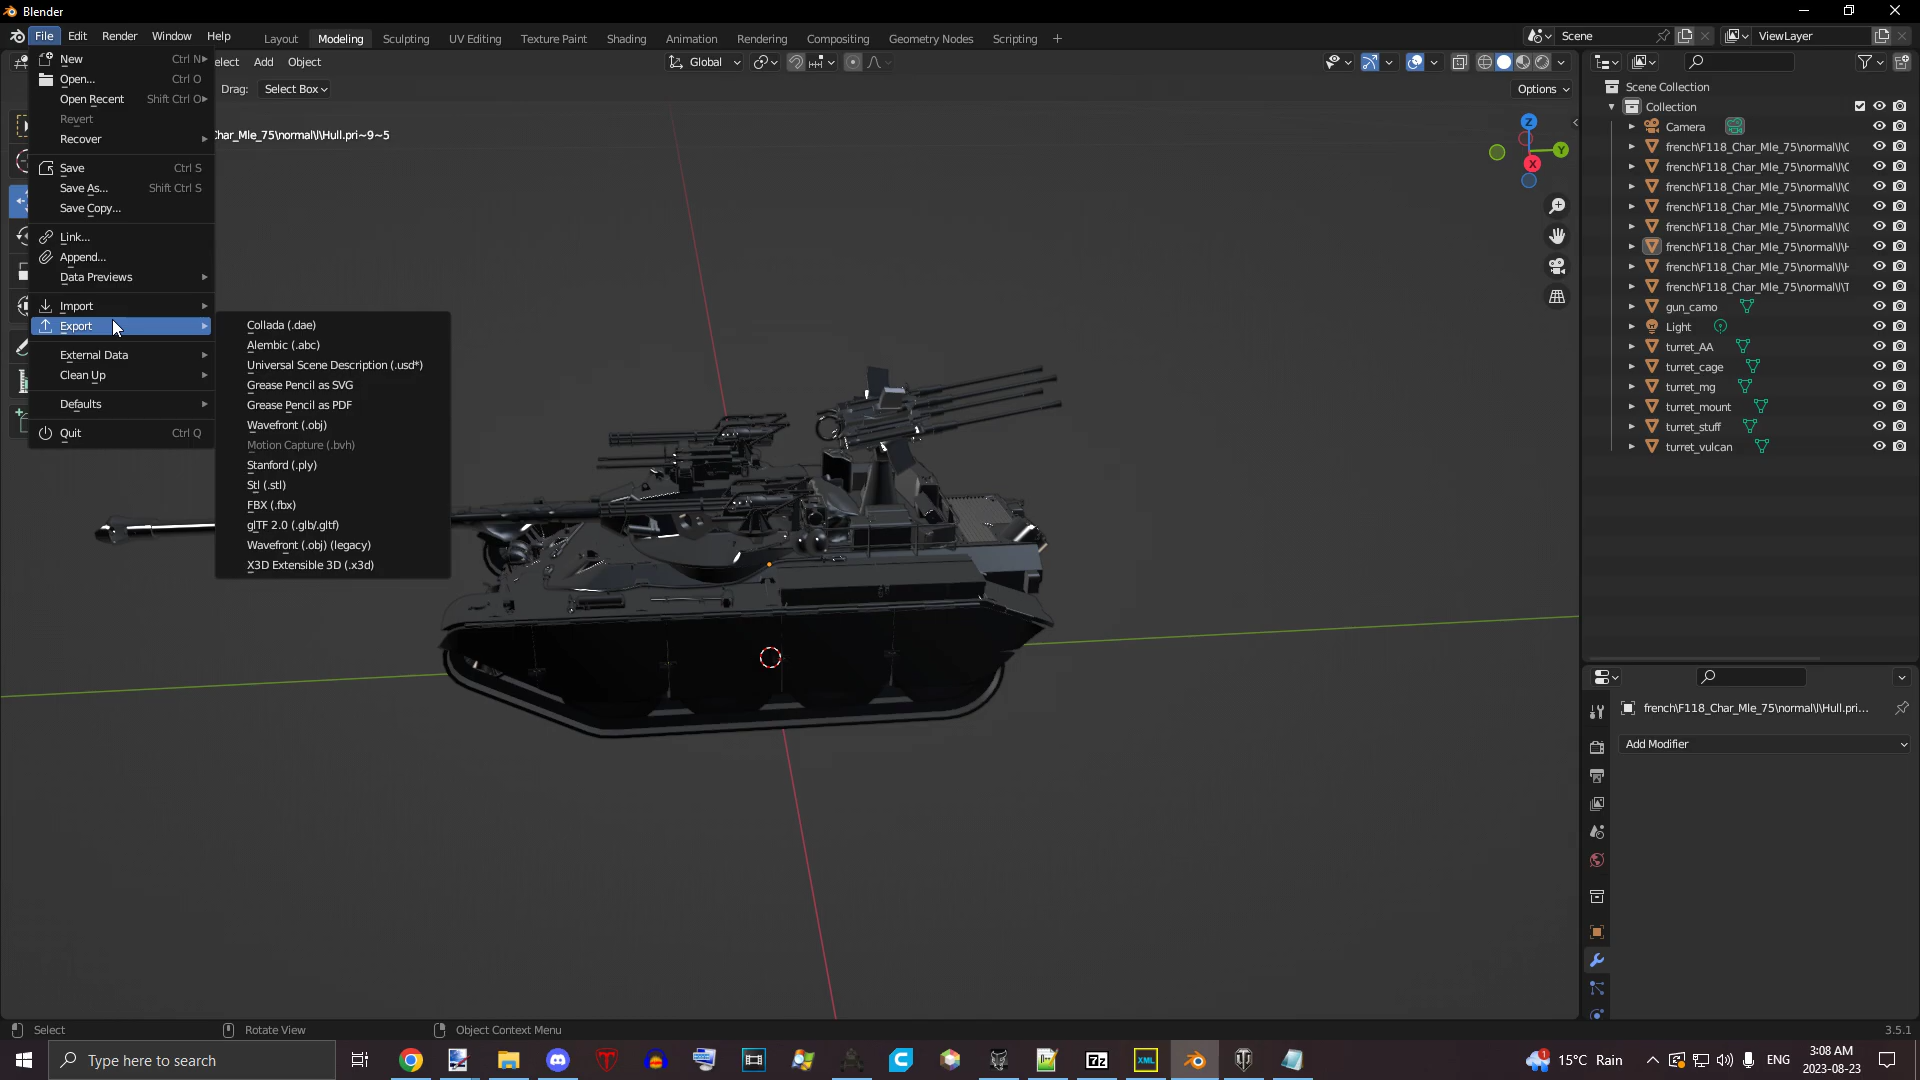 Blender
File Edit Render Window Help
Layout Modeling Sculpting UV Editing Texture Paint Shading Animation Rendering Compositing Geometry Nodes Scripting +
Scene
ViewLayer
New Ctrl N
Open... Ctrl O
Open Recent Shift Ctrl O
Revert
Recover
Save Ctrl S
Save As... Shift Ctrl S
Save Copy...
Link...
Append...
Data Previews
Import
Export
External Data
Clean Up
Defaults
Quit Ctrl Q
Collada (.dae)
Alembic (.abc)
Universal Scene Description (.usd*)
Grease Pencil as SVG
Grease Pencil as PDF
Wavefront (.obj)
Motion Capture (.bvh)
Stanford (.ply)
Stl (.stl)
FBX (.fbx)
glTF 2.0 (.glb/.gltf)
Wavefront (.obj) (legacy)
X3D Extensible 3D (.x3d)
elect Add Object
Global
Drag: Select Box
Options
Char_Mle_75\normal\l\Hull.pri~9~5
Z
Y
X
Scene Collection
Collection
Camera
french\F118_Char_Mle_75\normal\l\C
french\F118_Char_Mle_75\normal\l\C
french\F118_Char_Mle_75\normal\l\C
french\F118_Char_Mle_75\normal\l\C
french\F118_Char_Mle_75\normal\l\C
french\F118_Char_Mle_75\normal\l\H
french\F118_Char_Mle_75\normal\l\H
french\F118_Char_Mle_75\normal\l\T
gun_camo
Light
turret_AA
turret_cage
turret_mg
turret_mount
turret_stuff
turret_vulcan
french\F118_Char_Mle_75\normal\l\Hull.pri...
Add Modifier
Select
Rotate View
Object Context Menu
3.5.1
Type here to search
7z
XML
1
15°C Rain
ENG
3:08 AM
2023-08-23